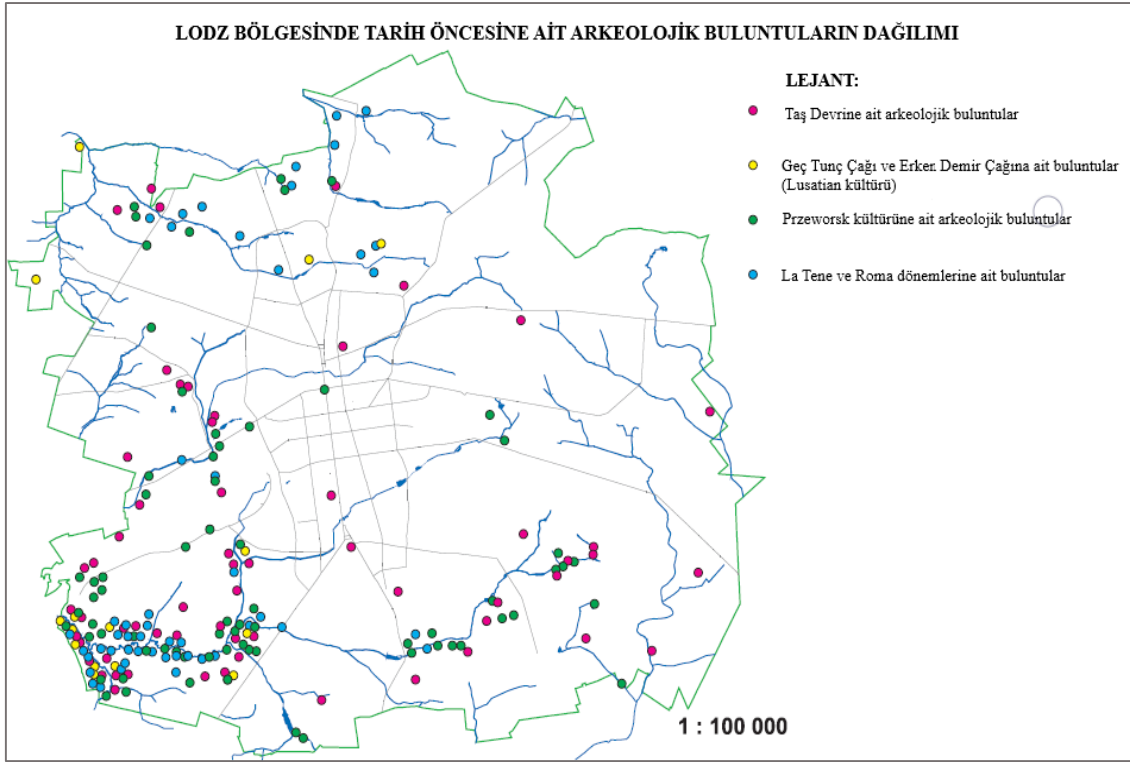 LODZ BÖLGESİNDE TARİH ÖNCESİNE AİT ARKEOLOJİK BULUNTULARIN DAĞILIMI
LEJANT:
Taş Devrine ait arkeolojik buluntular
Geç Tunç Çağı ve Erken Demir Çağına ait buluntular
(Lusatian kültürü)
Przeworsk kültürüne ait arkeolojik buluntular
La Tene ve Roma dönemlerine ait buluntular
1 : 100 000